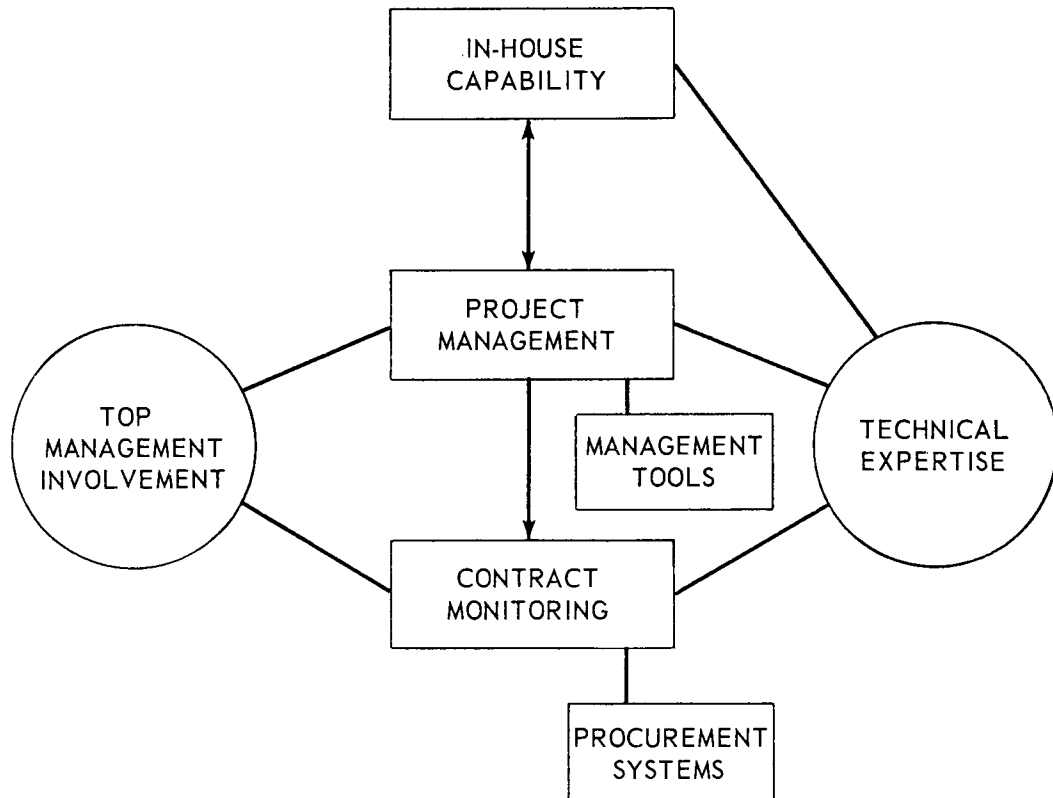 IN-HOUSE
CAPABILITY
PROJECT
MANAGEMENT
TOP
MANAGEMENT
INVOLVEMENT
MANAGEMENT
TOOLS
TECHNICAL
EXPERTISE
CONTRACT
MONITORING
PROCUREMENT
SYSTEMS